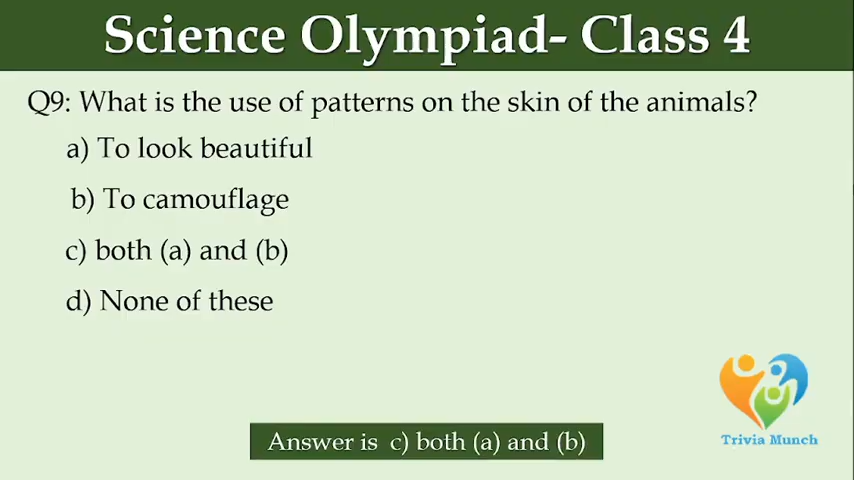 Science Olympiad- Class 4
Q9: What is the use of patterns on the skin of the animals?
a) To look beautiful
b) To camouflage
c) both (a) and (b)
d) None of these
Trivia Munch
Answer is c) both (a) and (b)